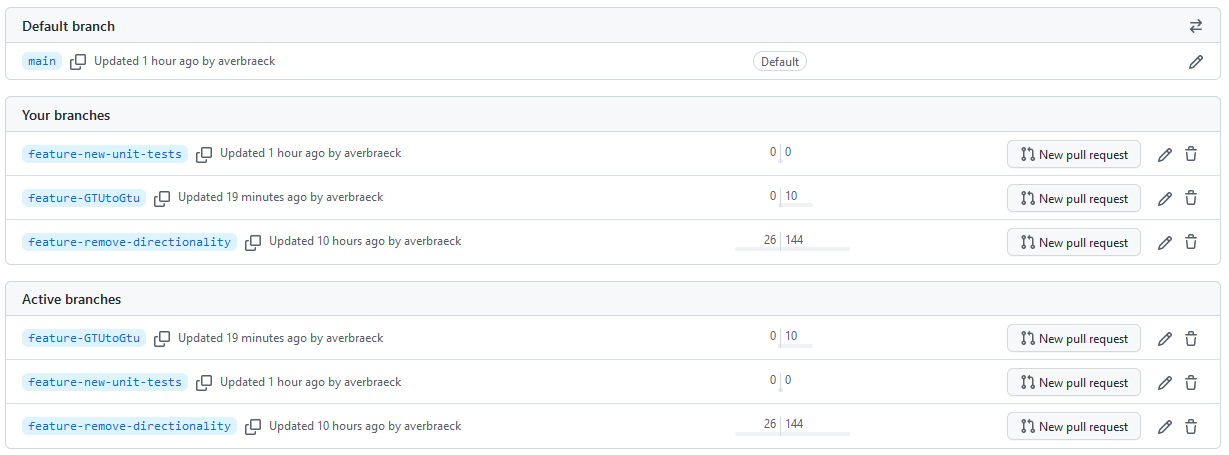 Default branch
main Updated 1 hour ago by averbraeck Default
Your branches
feature-new-unit-tests Updated 1 hour ago by averbraeck 0 0 New pull request
feature-GTUtoGtu Updated 19 minutes ago by averbraeck 0 10 New pull request
feature-remove-directionality Updated 10 hours ago by averbraeck 26 144 New pull request
Active branches
feature-GTUtoGtu Updated 19 minutes ago by averbraeck 0 10 New pull request
feature-new-unit-tests Updated 1 hour ago by averbraeck 0 0 New pull request
feature-remove-directionality Updated 10 hours ago by averbraeck 26 144 New pull request